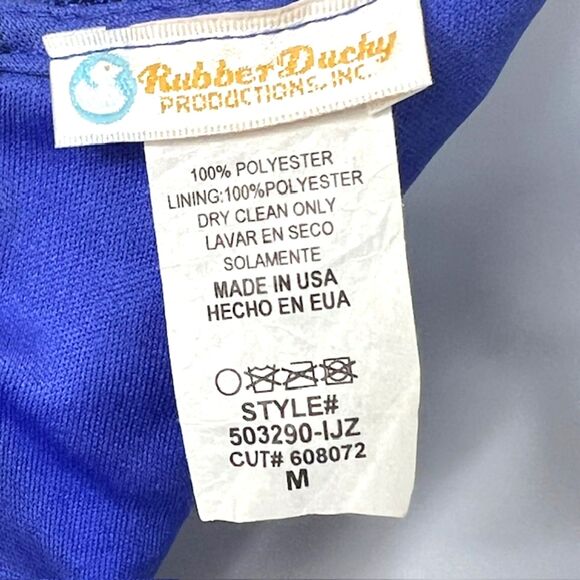 Rubber Ducky
PRODUCTIONS, INC.
100% POLYESTER
LINING:100%POLYESTER
DRY CLEAN ONLY
LAVAR EN SECO
SOLAMENTE
MADE IN USA
HECHO EN EUA
STYLE#
503290-IJZ
CUT# 608072
M